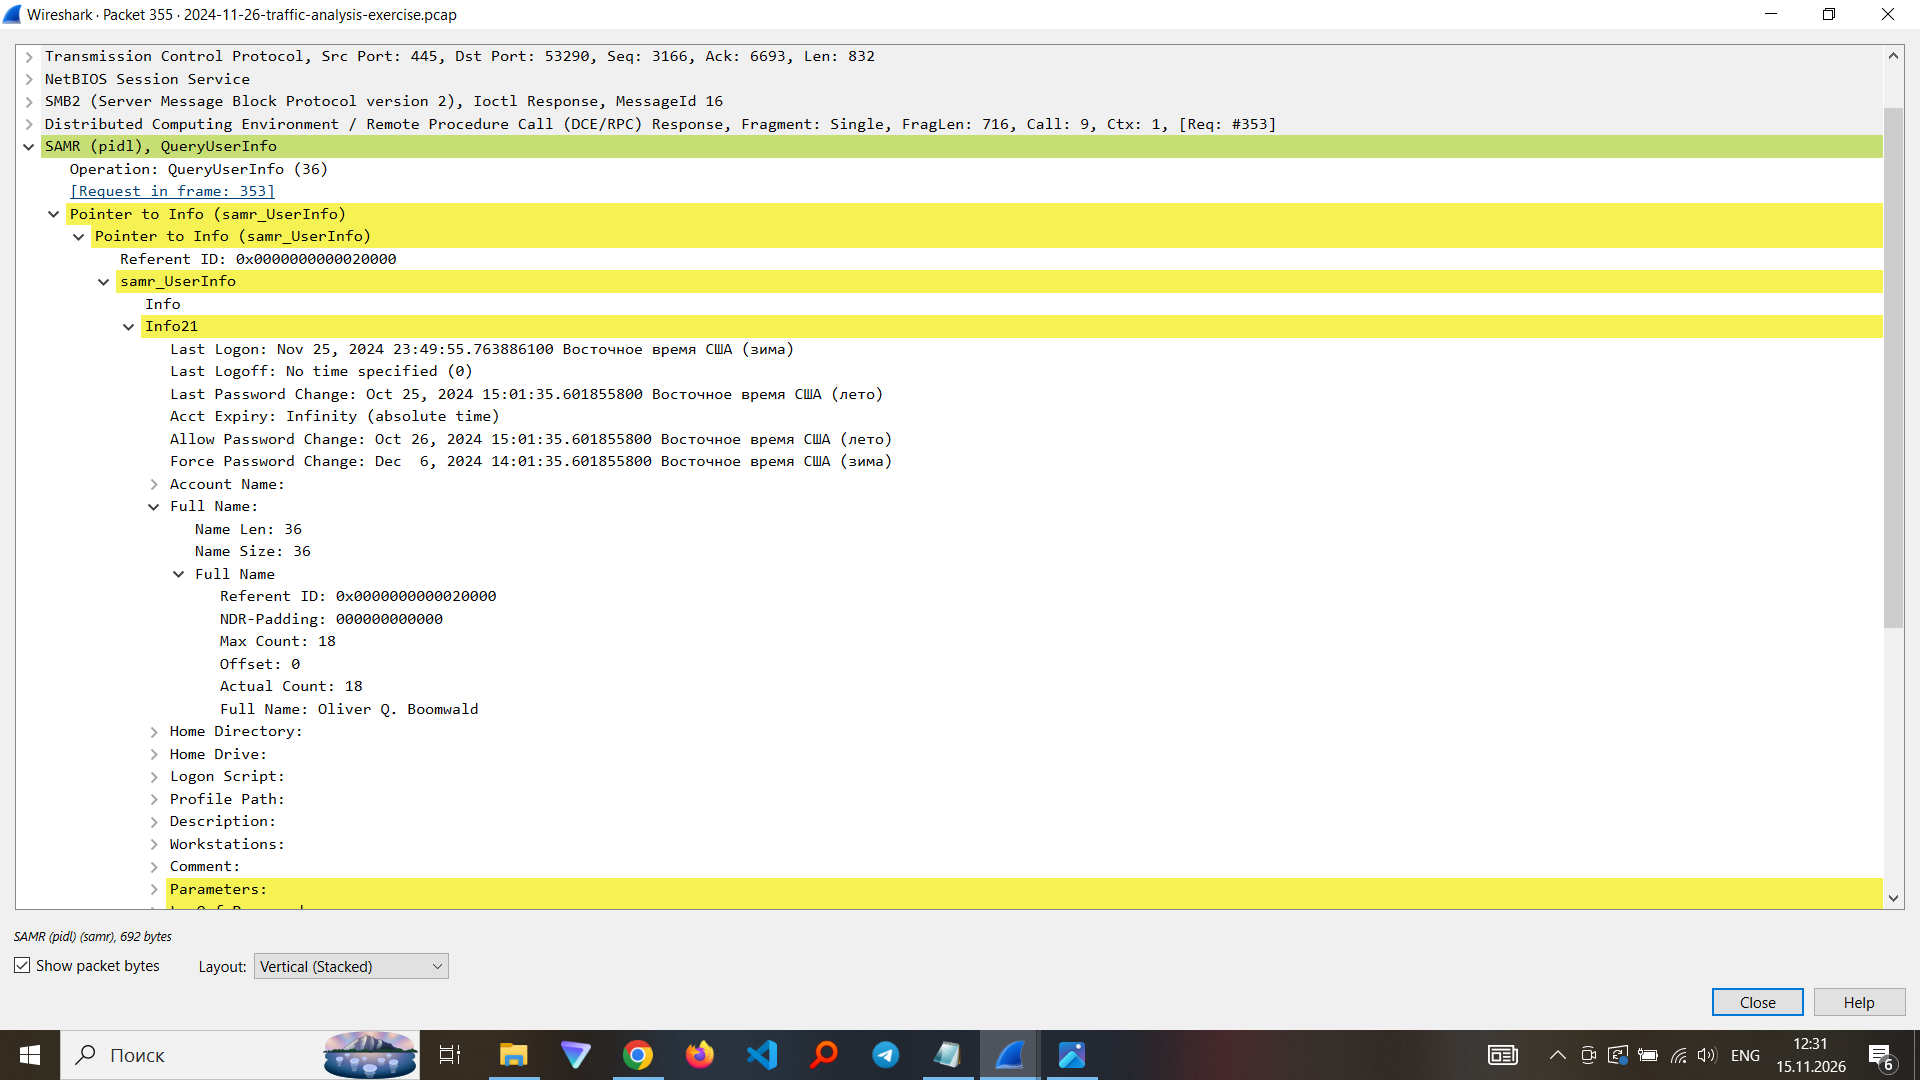 Wireshark · Packet 355 · 2024-11-26-traffic-analysis-exercise.pcap
Transmission Control Protocol, Src Port: 445, Dst Port: 53290, Seq: 3166, Ack: 6693, Len: 832
NetBIOS Session Service
SMB2 (Server Message Block Protocol version 2), Ioctl Response, MessageId 16
Distributed Computing Environment / Remote Procedure Call (DCE/RPC) Response, Fragment: Single, FragLen: 716, Call: 9, Ctx: 1, [Req: #353]
SAMR (pidl), QueryUserInfo
Operation: QueryUserInfo (36)
[Request in frame: 353]
Pointer to Info (samr_UserInfo)
Pointer to Info (samr_UserInfo)
Referent ID: 0x0000000000020000
samr_UserInfo
Info
Info21
Last Logon: Nov 25, 2024 23:49:55.763886100 Восточное время США (зима)
Last Logoff: No time specified (0)
Last Password Change: Oct 25, 2024 15:01:35.601855800 Восточное время США (лето)
Acct Expiry: Infinity (absolute time)
Allow Password Change: Oct 26, 2024 15:01:35.601855800 Восточное время США (лето)
Force Password Change: Dec  6, 2024 14:01:35.601855800 Восточное время США (зима)
Account Name:
Full Name:
Name Len: 36
Name Size: 36
Full Name
Referent ID: 0x0000000000020000
NDR-Padding: 000000000000
Max Count: 18
Offset: 0
Actual Count: 18
Full Name: Oliver Q. Boomwald
Home Directory:
Home Drive:
Logon Script:
Profile Path:
Description:
Workstations:
Comment:
Parameters:
SAMR (pidl) (samr), 692 bytes
Show packet bytes
Layout: Vertical (Stacked)
Close
Help
Поиск
ENG
12:31
15.11.2026
6